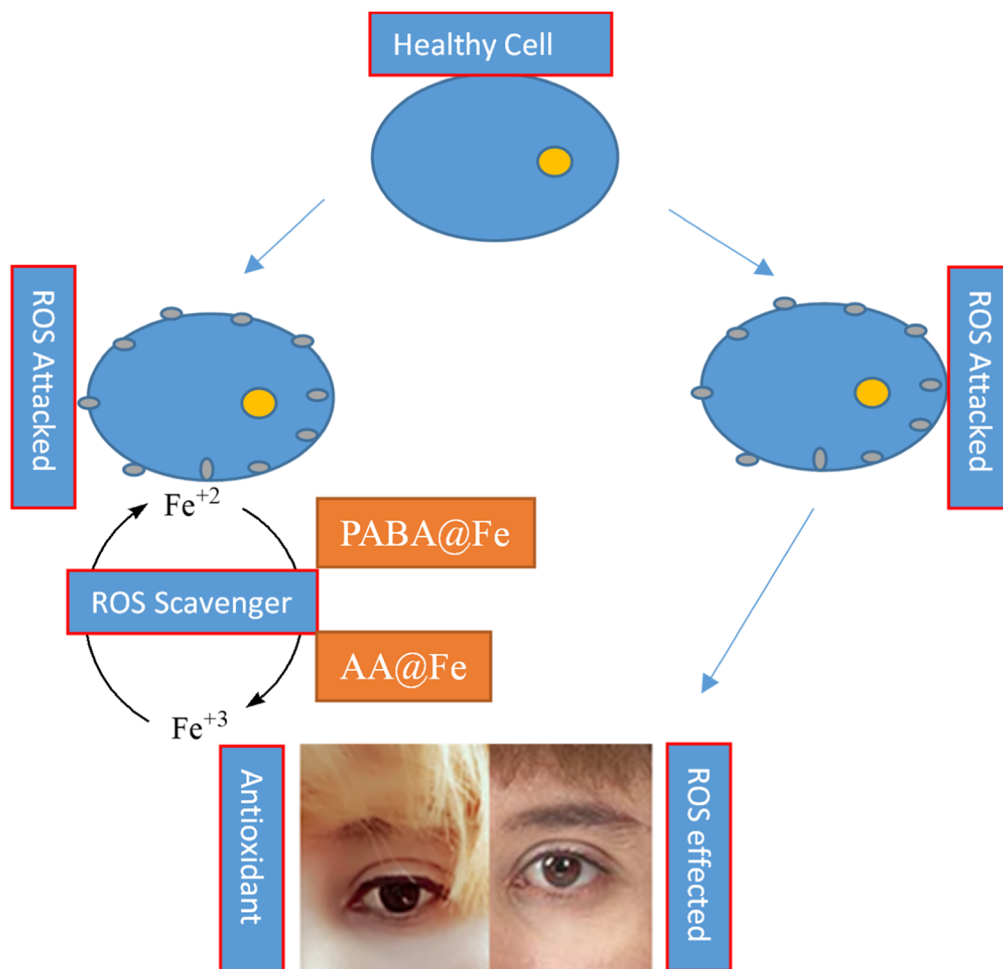 Healthy Cell
ROS Attacked
ROS Attacked
Fe+2
PABA@Fe
ROS Scavenger
AA@Fe
Fe+3
Antioxidant
ROS effected